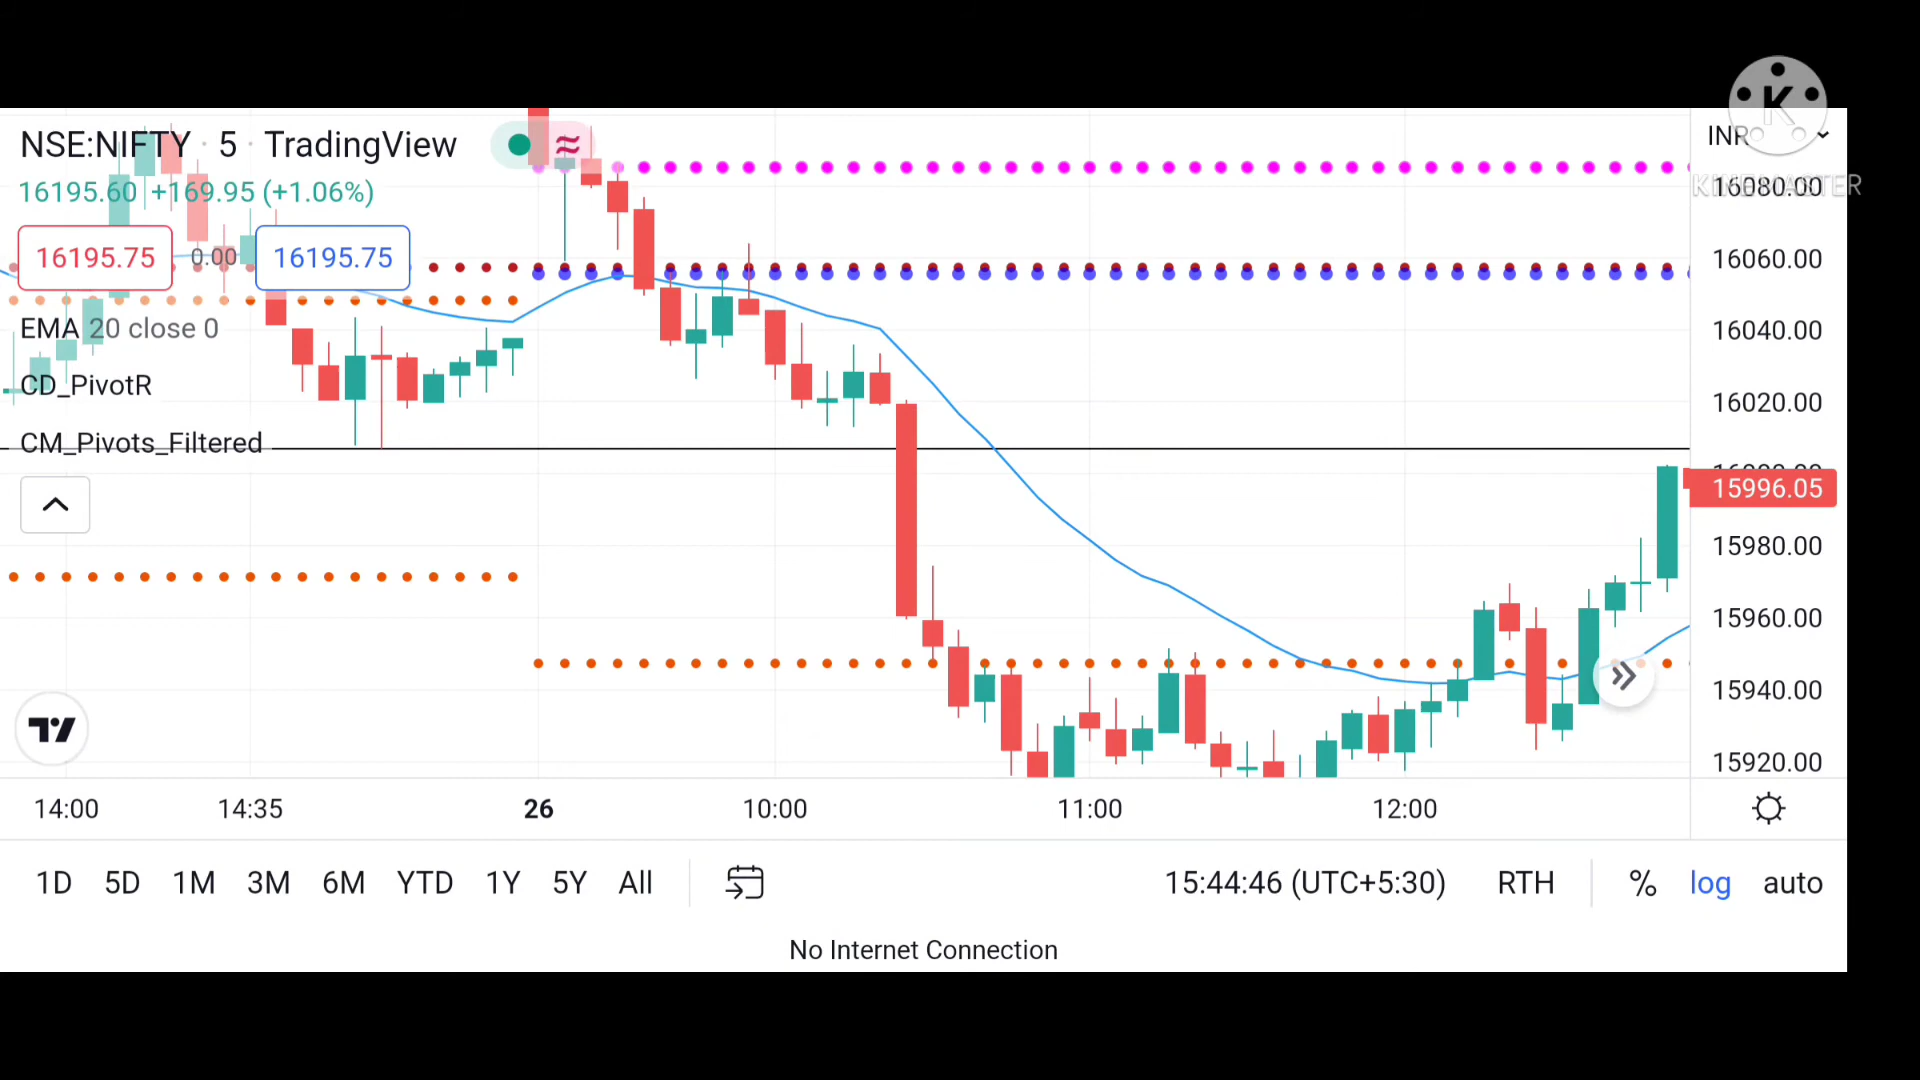 NSE:NIFTY · 5 · TradingView
INR
KINEMASTER
16195.60 +169.95 (+1.06%)
16195.75 0.00 16195.75
EMA 20 close 0
CD_PivotR
CM_Pivots_Filtered
16080.00
16060.00
16040.00
16020.00
16000.00
15996.05
15980.00
15960.00
15940.00
15920.00
14:00 14:35 26 10:00 11:00 12:00
1D 5D 1M 3M 6M YTD 1Y 5Y All 15:44:46 (UTC+5:30) RTH % log auto
No Internet Connection